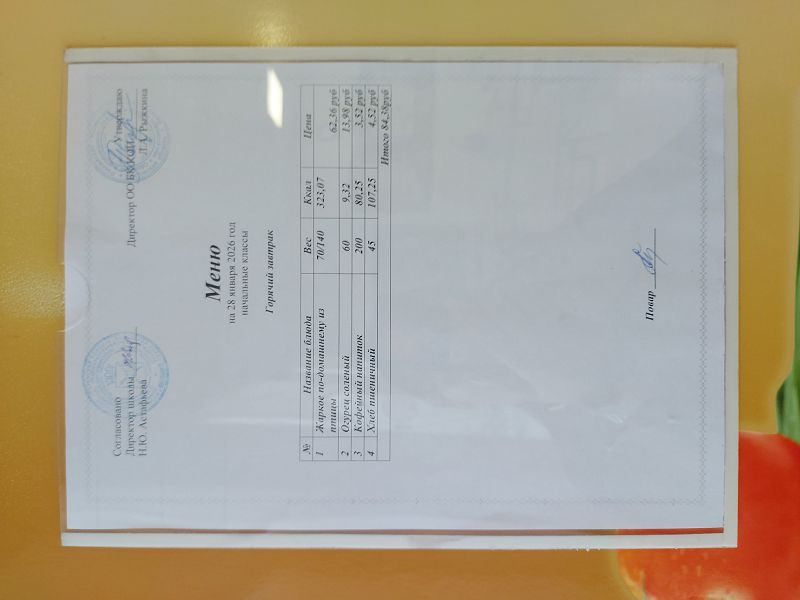 Согласовано
Директор школы
Н.Ю. Астафьева
Утверждаю
Директор ОО
Л.А. Рыжкина
Меню
на 28 января 2026 год
начальные классы
Горячий завтрак
№ Название блюда Вес Ккал Цена
1 Жаркое по-домашнему из птицы 70/140 323,07 62,36 руб
2 Огурец соленый 60 9,32 13,98 руб
3 Кофейный напиток 200 80,25 3,52 руб
4 Хлеб пшеничный 45 107,25 4,52 руб
Итого 84,38руб
Повар